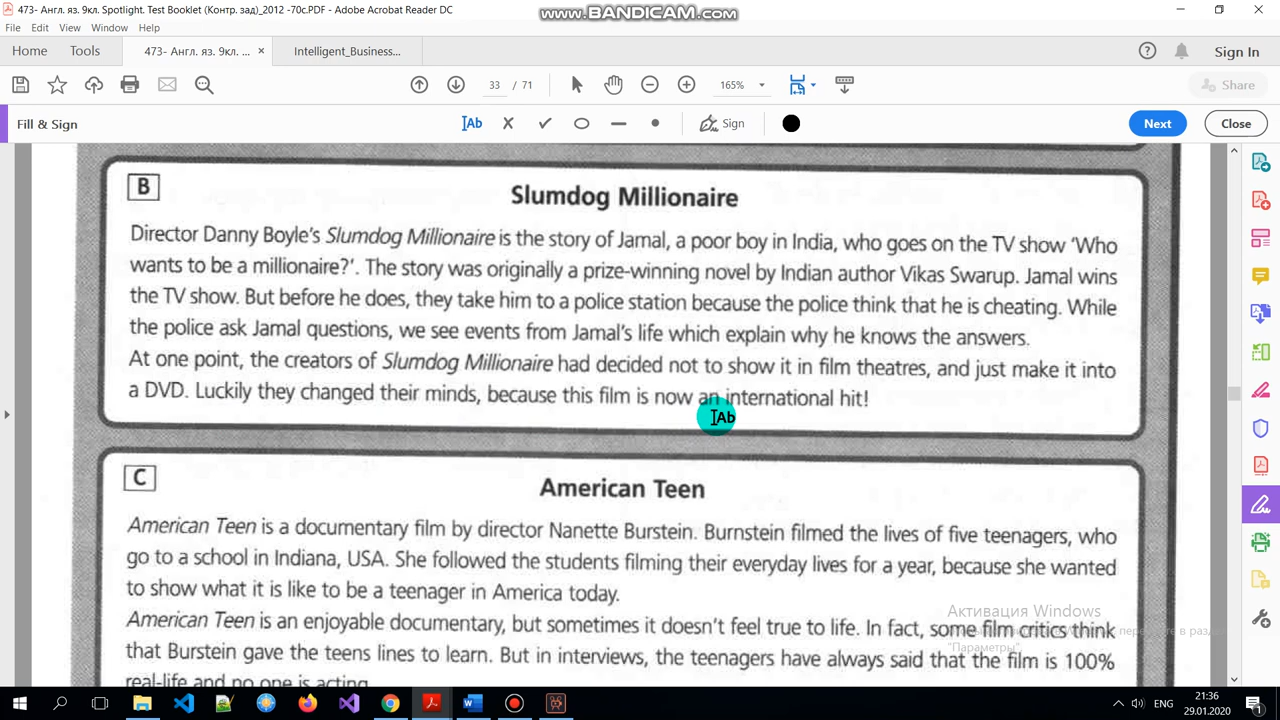 473- Англ. яз. 9кл. Spotlight. Test Booklet (Контр. зад)_2012 -70с.PDF - Adobe Acrobat Reader DC
www.BANDICAM.com
File Edit View Window Help
Home Tools 473- Англ. яз. 9кл. ... × Intelligent_Business... Sign In
33 / 71 165% Share
Fill & Sign Ab Sign Next Close
B
Slumdog Millionaire
Director Danny Boyle's Slumdog Millionaire is the story of Jamal, a poor boy in India, who goes on the TV show 'Who
wants to be a millionaire?'. The story was originally a prize-winning novel by Indian author Vikas Swarup. Jamal wins
the TV show. But before he does, they take him to a police station because the police think that he is cheating. While
the police ask Jamal questions, we see events from Jamal's life which explain why he knows the answers.
At one point, the creators of Slumdog Millionaire had decided not to show it in film theatres, and just make it into
a DVD. Luckily they changed their minds, because this film is now an international hit!
Ab
C
American Teen
American Teen is a documentary film by director Nanette Burstein. Burnstein filmed the lives of five teenagers, who
go to a school in Indiana, USA. She followed the students filming their everyday lives for a year, because she wanted
to show what it is like to be a teenager in America today.
Активация Windows
American Teen is an enjoyable documentary, but sometimes it doesn't feel true to life. In fact, some film critics think
that Burstein gave the teens lines to learn. But in interviews, the teenagers have always said that the film is 100%
"Параметры".
real-life and no one is acting.
21:36
ENG
29.01.2020
1